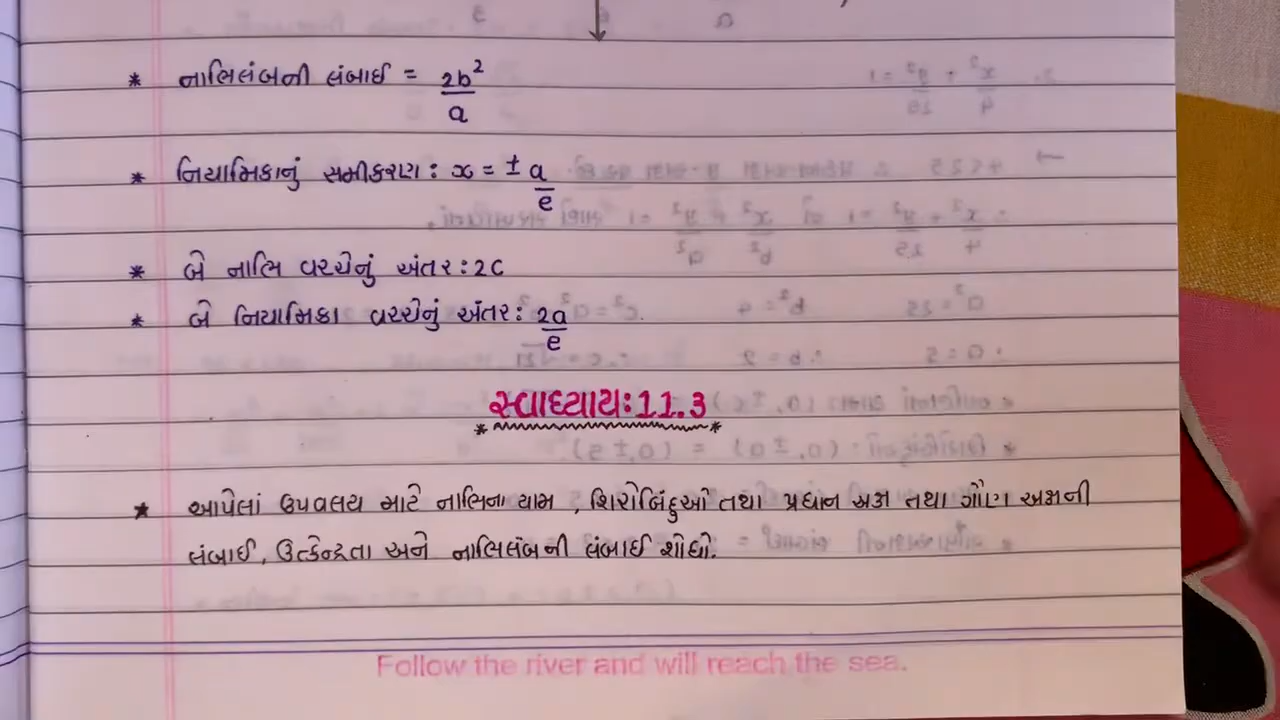 * નાભિલંબની લંબાઈ = 2b²/a
* નિયામિકાનું સમીકરણ : x = ± a/e
* બે નાભિ વચ્ચેનું અંતર : 2C
* બે નિયામિકા વચ્ચેનું અંતર : 2a/e
સ્વાધ્યાય : 11.3
* આપેલાં ઉપવલય માટે નાભિના યામ , શિરોબિંદુઓ તથા પ્રધાન અક્ષ તથા ગૌણ અક્ષની
લંબાઈ , ઉત્કેન્દ્રતા અને નાભિલંબની લંબાઈ શોધો.
Follow the river and will reach the sea.